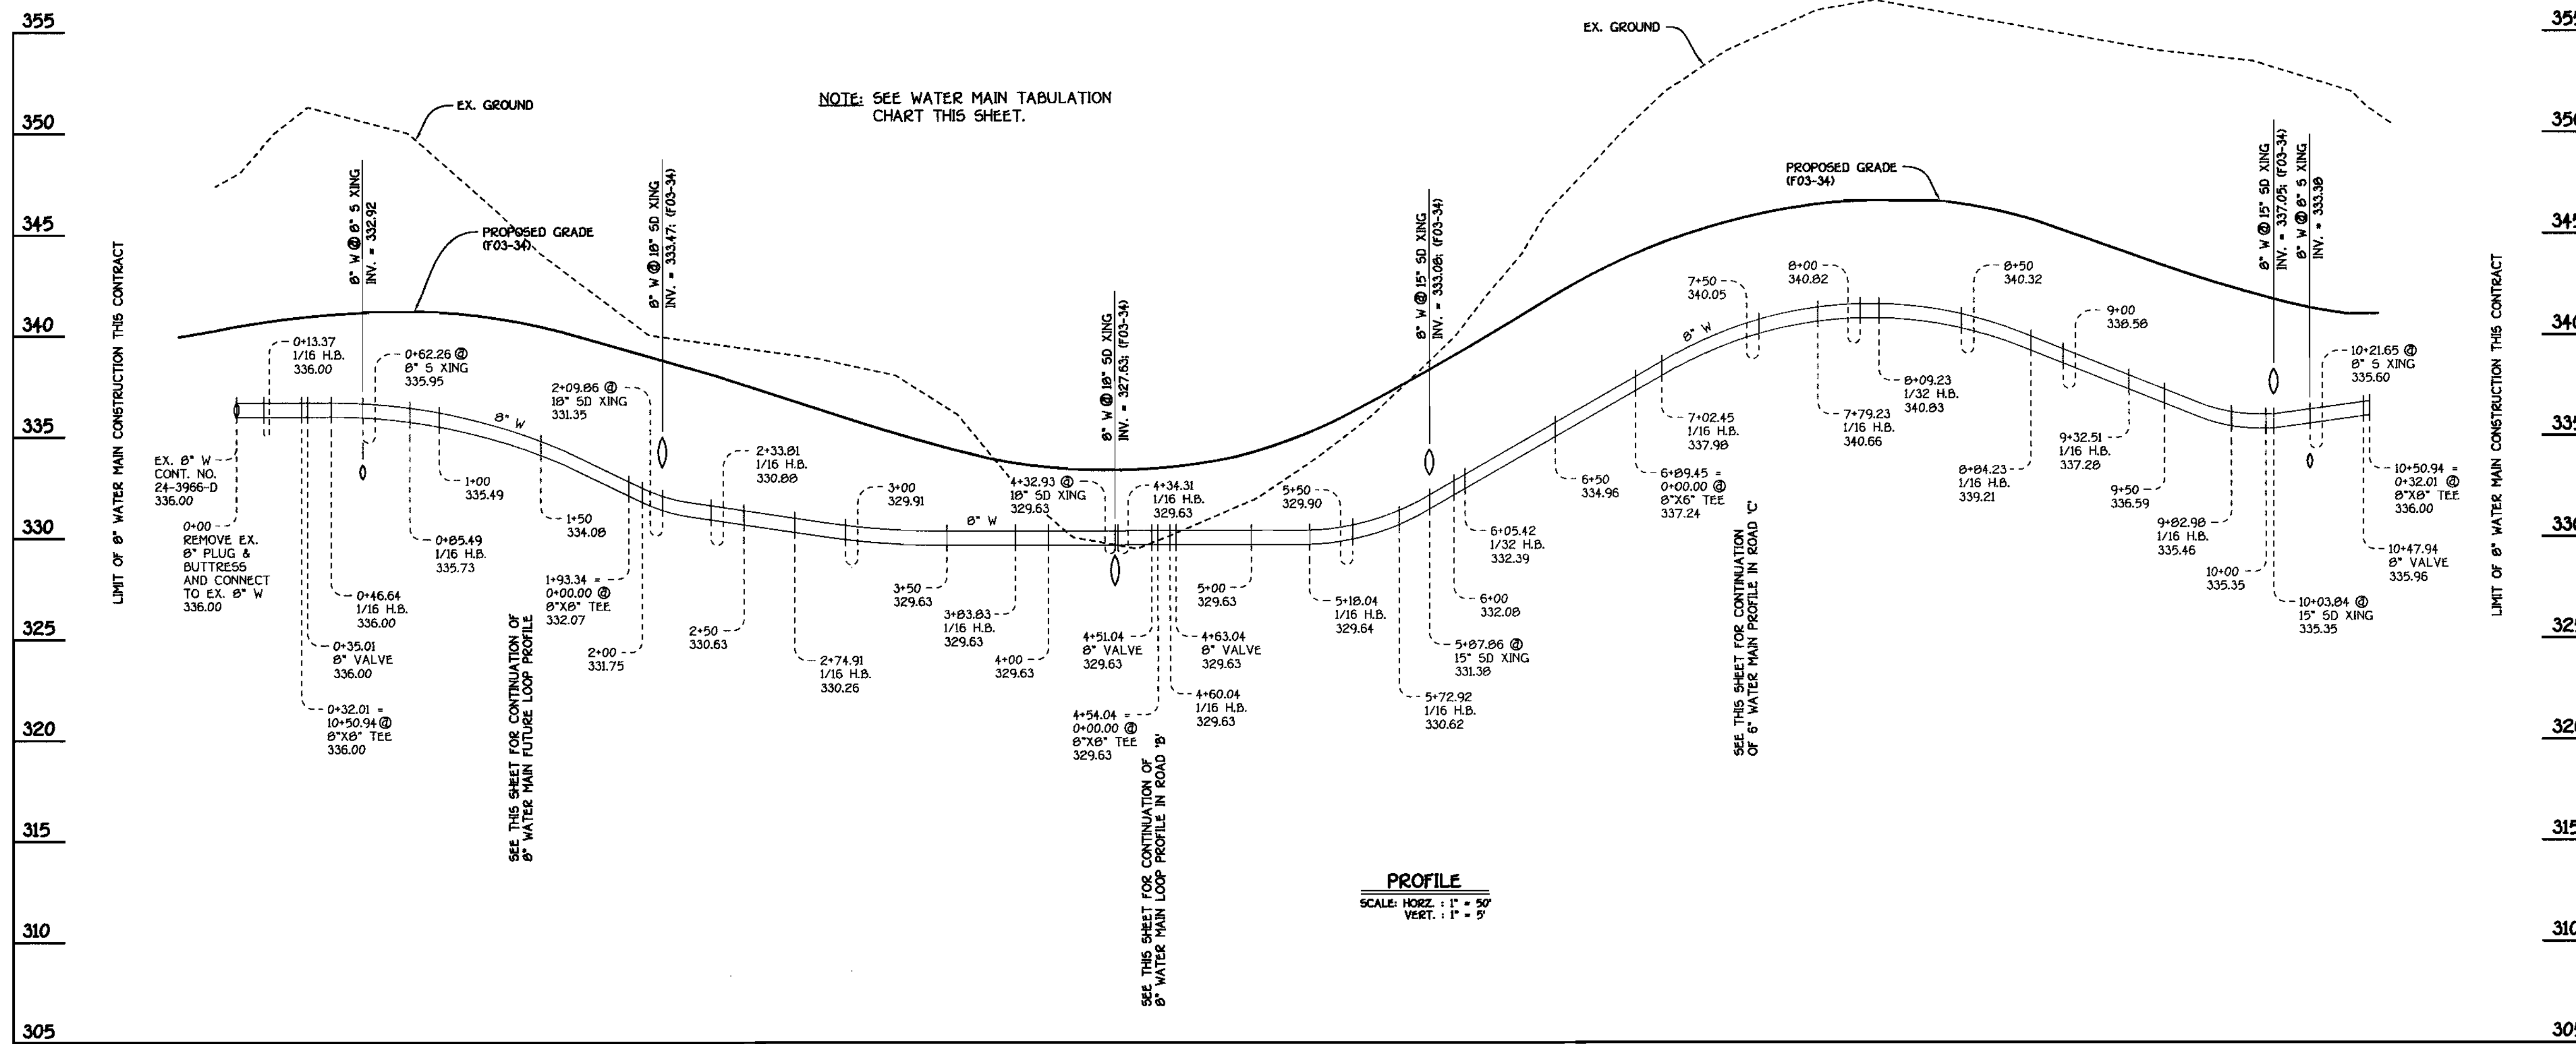 355
350
345
340
335
330
325
320
315
310
305
LIMIT OF 8" WATER MAIN CONSTRUCTION THIS CONTRACT
EX. GROUND
NOTE: SEE WATER MAIN TABULATION
CHART THIS SHEET.
PROPOSED GRADE
(F03-34)
8" W @ 8" S XING
INV. = 332.92
8" W @ 18" SD XING
INV. = 333.47; (F03-34)
8" W @ 18" SD XING
INV. = 327.63; (F03-34)
8" W @ 15" SD XING
INV. = 333.08; (F03-34)
EX. GROUND
PROPOSED GRADE
(F03-34)
8" W @ 15" SD XING
INV. = 337.05; (F03-34)
8" W @ 8" S XING
INV. = 333.38
EX. 8" W
CONT. NO.
24-3966-D
336.00
0+00
REMOVE EX.
8" PLUG &
BUTTRESS
AND CONNECT
TO EX. 8" W
336.00
0+13.37
1/16 H.B.
336.00
0+32.01 =
10+50.94 @
8"X8" TEE
336.00
0+35.01
8" VALVE
336.00
0+46.64
1/16 H.B.
336.00
0+62.26 @
8" S XING
335.95
0+85.49
1/16 H.B.
335.73
1+00
335.49
8" W
1+50
334.08
1+93.34 =
0+00.00 @
8"X8" TEE
332.07
SEE THIS SHEET FOR CONTINUATION OF
8" WATER MAIN FUTURE LOOP PROFILE
2+00
331.75
2+09.86 @
18" SD XING
331.35
2+33.81
1/16 H.B.
330.88
2+50
330.63
2+74.91
1/16 H.B.
330.26
3+00
329.91
3+50
329.63
8" W
3+83.83
1/16 H.B.
329.63
4+00
329.63
4+32.93 @
18" SD XING
329.63
4+34.31
1/16 H.B.
329.63
4+51.04
8" VALVE
329.63
4+54.04 =
0+00.00 @
8"X8" TEE
329.63
SEE THIS SHEET FOR CONTINUATION OF
8" WATER MAIN LOOP PROFILE IN ROAD 'B'
4+60.04
1/16 H.B.
329.63
4+63.04
8" VALVE
329.63
5+00
329.63
5+18.04
1/16 H.B.
329.64
5+50
329.90
5+72.92
1/16 H.B.
330.62
5+87.86 @
15" SD XING
331.38
6+00
332.08
6+05.42
1/32 H.B.
332.39
6+50
334.96
6+89.45 =
0+00.00 @
8"X6" TEE
337.24
SEE THIS SHEET FOR CONTINUATION
OF 6" WATER MAIN PROFILE IN ROAD 'C'
7+02.45
1/16 H.B.
337.98
8" W
7+50
340.05
7+79.23
1/16 H.B.
340.66
8+00
340.82
8+09.23
1/32 H.B.
340.83
8+50
340.32
8+84.23
1/16 H.B.
339.21
9+00
338.58
9+32.51
1/16 H.B.
337.28
9+50
336.59
9+82.98
1/16 H.B.
335.46
10+00
335.35
10+03.84 @
15" SD XING
335.35
10+21.65 @
8" S XING
335.60
10+47.94
8" VALVE
335.96
10+50.94 =
0+32.01 @
8"X8" TEE
336.00
LIMIT OF 8" WATER MAIN CONSTRUCTION THIS CONTRACT
PROFILE
SCALE: HORZ. : 1" = 50'
VERT. : 1" = 5'